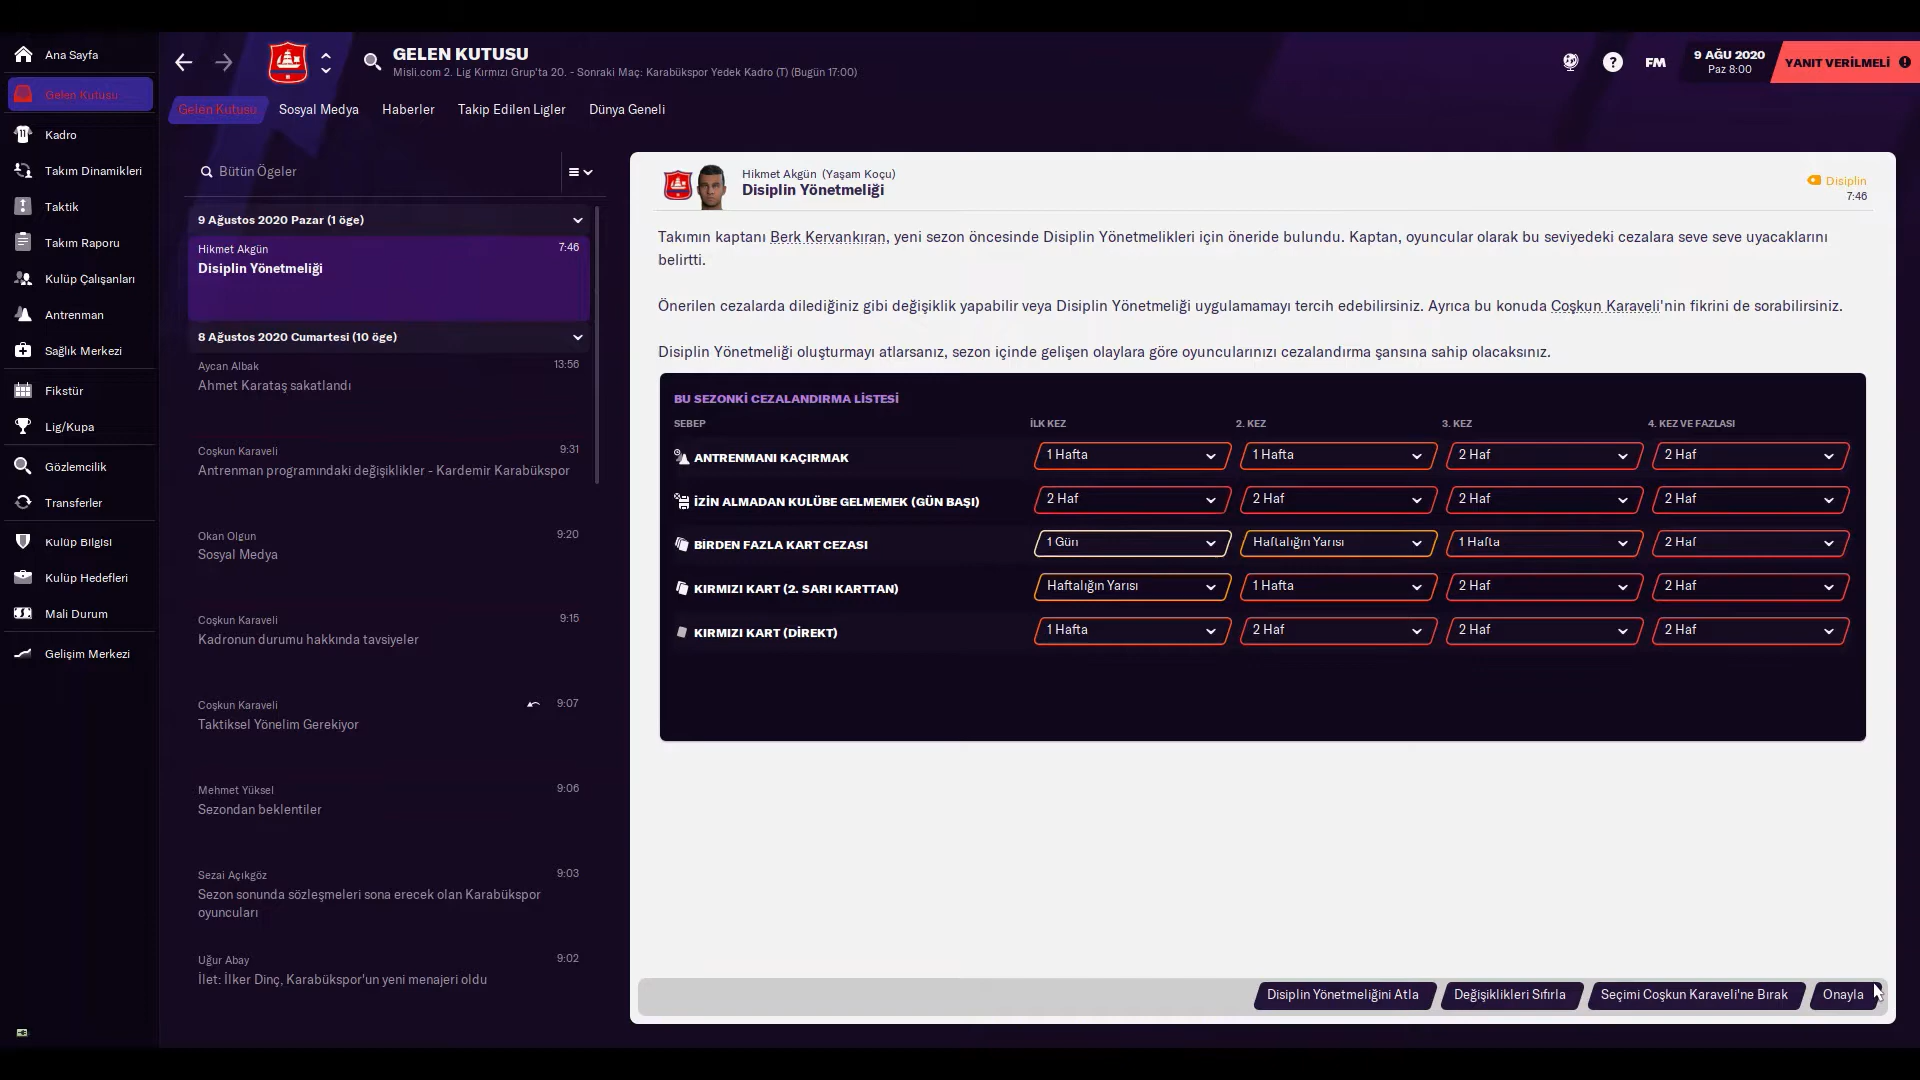 Ana Sayfa
Gelen Kutusu
Kadro
Takım Dinamikleri
Taktik
Takım Raporu
Kulüp Çalışanları
Antrenman
Sağlık Merkezi
Fikstür
Lig/Kupa
Gözlemcilik
Transferler
Kulüp Bilgisi
Kulüp Hedefleri
Mali Durum
Gelişim Merkezi
GELEN KUTUSU
Misli.com 2. Lig Kırmızı Grup'ta 20. - Sonraki Maç: Karabükspor Yedek Kadro (T) (Bugün 17:00)
FM
9 AĞU 2020
Paz 8:00
YANIT VERİLMELİ
Gelen Kutusu Sosyal Medya Haberler Takip Edilen Ligler Dünya Geneli
Bütün Ögeler
9 Ağustos 2020 Pazar (1 öge)
Hikmet Akgün 7:46
Disiplin Yönetmeliği
8 Ağustos 2020 Cumartesi (10 öge)
Aycan Albak 13:56
Ahmet Karataş sakatlandı
Coşkun Karaveli 9:31
Antrenman programındaki değişiklikler - Kardemir Karabükspor
Okan Olgun 9:20
Sosyal Medya
Coşkun Karaveli 9:15
Kadronun durumu hakkında tavsiyeler
Coşkun Karaveli 9:07
Taktiksel Yönelim Gerekiyor
Mehmet Yüksel 9:06
Sezondan beklentiler
Sezai Açıkgöz 9:03
Sezon sonunda sözleşmeleri sona erecek olan Karabükspor
oyuncuları
Uğur Abay 9:02
İlet: İlker Dinç, Karabükspor'un yeni menajeri oldu
Hikmet Akgün (Yaşam Koçu)
Disiplin Yönetmeliği
Disiplin
7:46
Takımın kaptanı Berk Kervankıran, yeni sezon öncesinde Disiplin Yönetmelikleri için öneride bulundu. Kaptan, oyuncular olarak bu seviyedeki cezalara seve seve uyacaklarını
belirtti.
Önerilen cezalarda dilediğiniz gibi değişiklik yapabilir veya Disiplin Yönetmeliği uygulamamayı tercih edebilirsiniz. Ayrıca bu konuda Coşkun Karaveli'nin fikrini de sorabilirsiniz.
Disiplin Yönetmeliği oluşturmayı atlarsanız, sezon içinde gelişen olaylara göre oyuncularınızı cezalandırma şansına sahip olacaksınız.
BU SEZONKİ CEZALANDIRMA LİSTESİ
SEBEP İLK KEZ 2. KEZ 3. KEZ 4. KEZ VE FAZLASI
ANTRENMANI KAÇIRMAK 1 Hafta 1 Hafta 2 Haf 2 Haf
İZİN ALMADAN KULÜBE GELMEMEK (GÜN BAŞI) 2 Haf 2 Haf 2 Haf 2 Haf
BİRDEN FAZLA KART CEZASI 1 Gün Haftalığın Yarısı 1 Hafta 2 Haf
KIRMIZI KART (2. SARI KARTTAN) Haftalığın Yarısı 1 Hafta 2 Haf 2 Haf
KIRMIZI KART (DİREKT) 1 Hafta 2 Haf 2 Haf 2 Haf
Disiplin Yönetmeliğini Atla Değişiklikleri Sıfırla Seçimi Coşkun Karaveli'ne Bırak Onayla